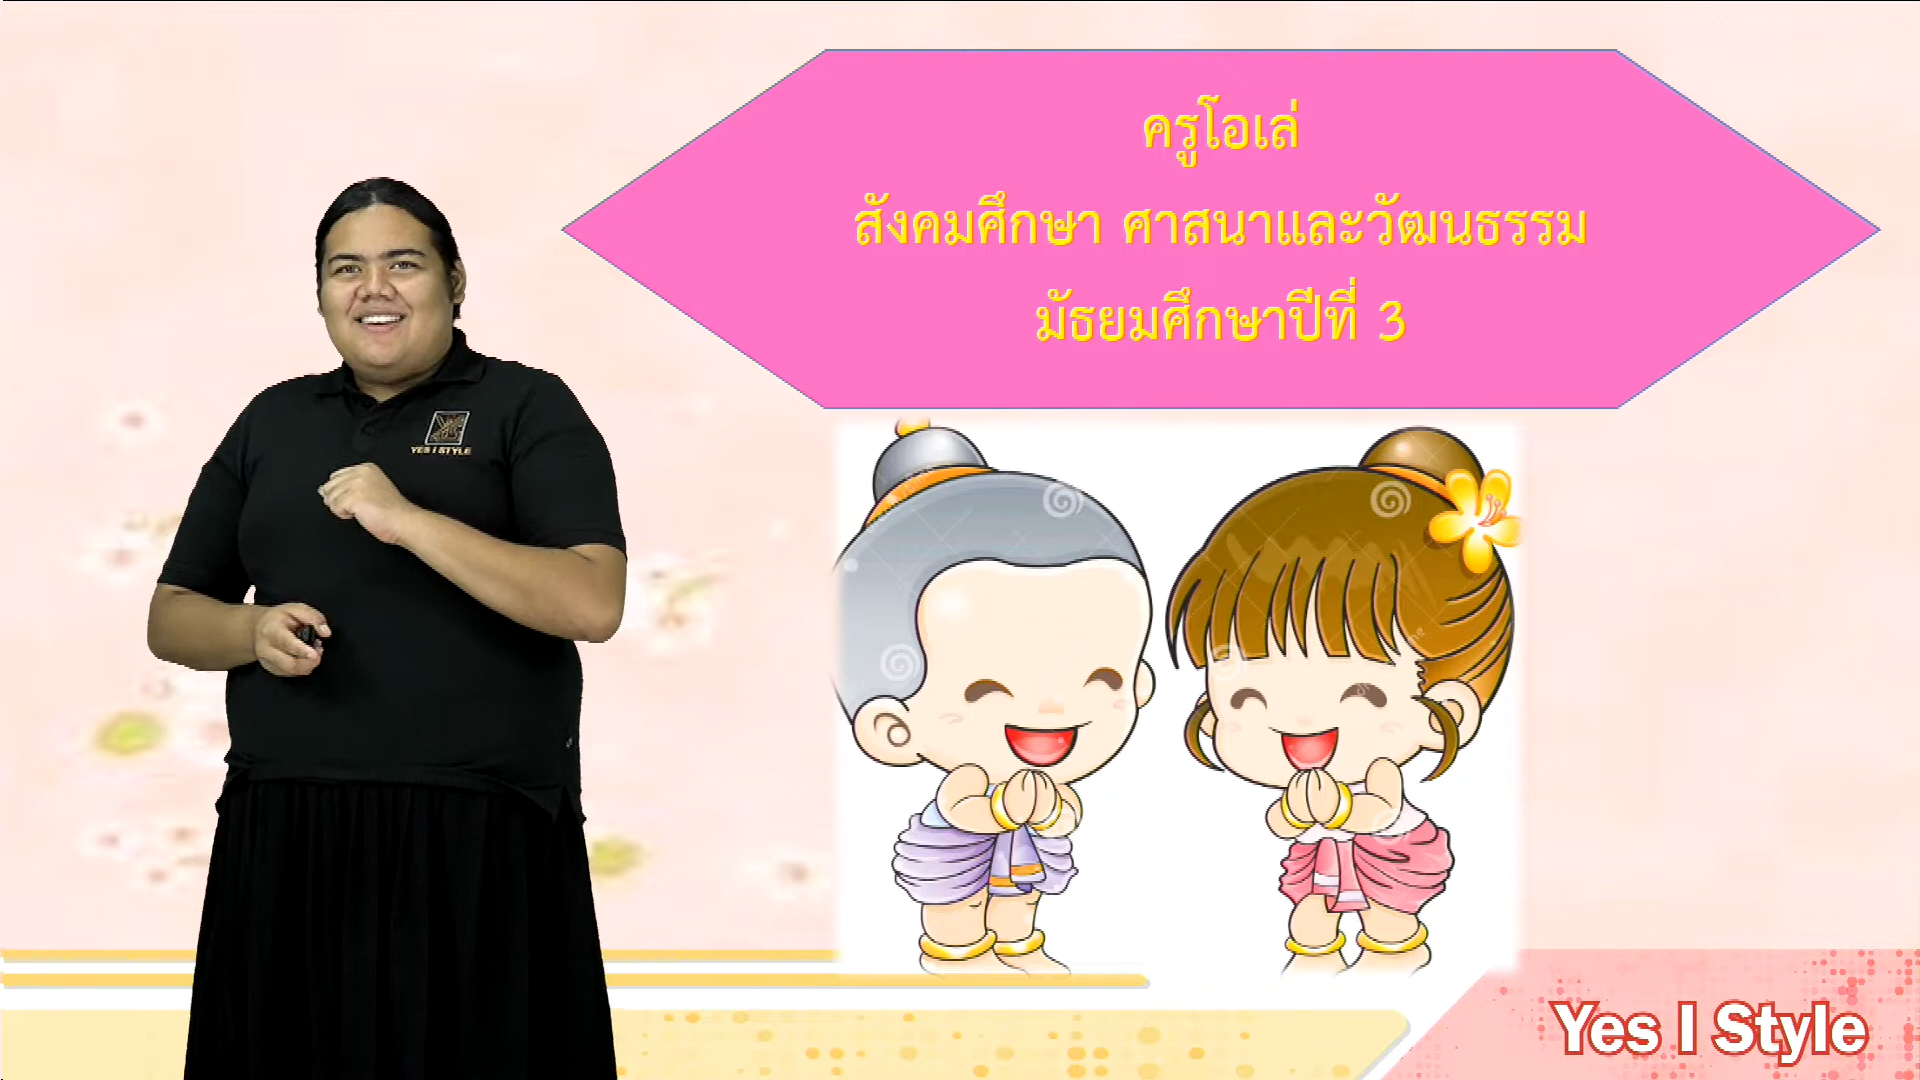 ครูโอเล่
สังคมศึกษา ศาสนาและวัฒนธรรม
มัธยมศึกษาปีที่ 3
YES I STYLE
Yes I Style